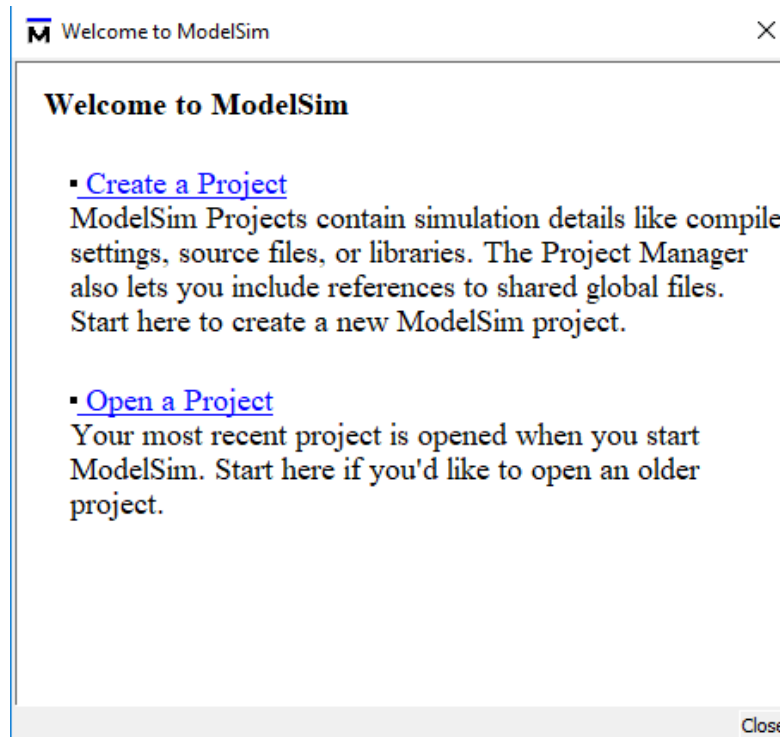 Welcome to ModelSim
Welcome to ModelSim
Create a Project
ModelSim Projects contain simulation details like compile
settings, source files, or libraries. The Project Manager
also lets you include references to shared global files.
Start here to create a new ModelSim project.
Open a Project
Your most recent project is opened when you start
ModelSim. Start here if you'd like to open an older
project.
Close